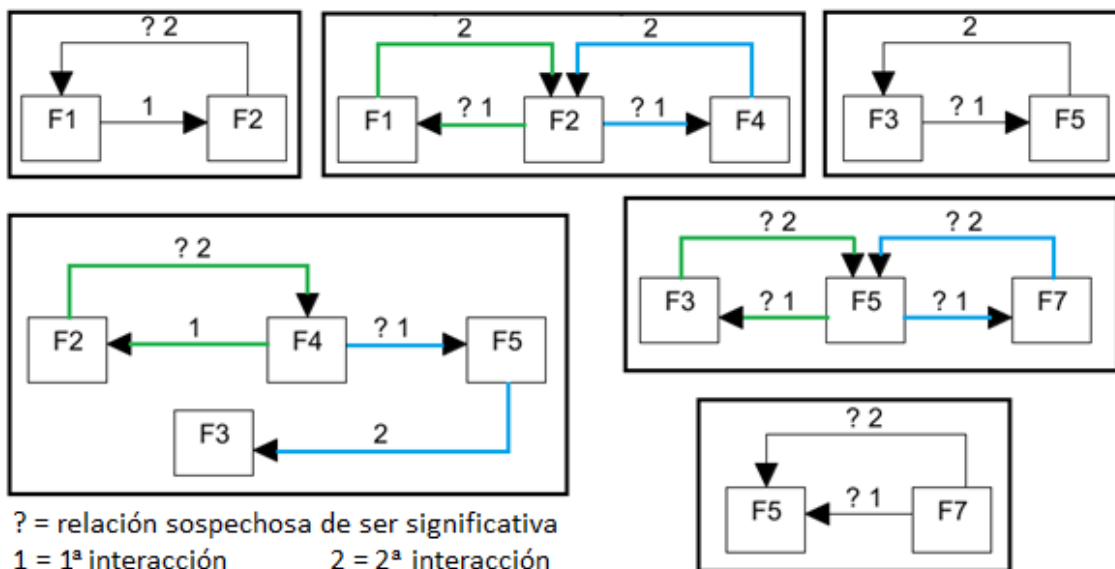 ? 2
F1
1
F2
2
2
F1
? 1
F2
? 1
F4
2
F3
? 1
F5
? 2
F2
1
F4
? 1
F5
F3
2
? 2
? 2
F3
? 1
F5
? 1
F7
? 2
F5
? 1
F7
? = relación sospechosa de ser significativa
1 = 1ª interacción 2 = 2ª interacción